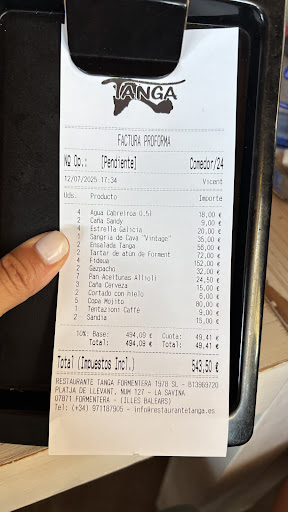 TANGA
FACTURA PROFORMA
Nº Op.: [Pendiente] Comedor/24
12/07/2025 17:34 Vicent
Uds. Producto Importe
4 Agua Cabreiroa 0,5l 18,00 €
2 Caña Sandy 9,00 €
4 Estrella Galicia 20,00 €
1 Sangria de Cava "Vintage" 35,00 €
2 Ensalada Tanga 56,00 €
2 Tartar de atún de Forment 72,00 €
4 Fideua 152,00 €
2 Gazpacho 32,00 €
7 Pan Aceitunas Allioli 24,50 €
3 Caña Cerveza 15,00 €
2 Cortado con hielo 6,00 €
5 Copa Mojito 80,00 €
1 Tentazioni Caffè 9,00 €
2 Sandia 15,00 €
10% Base: 494,09 € Cuota: 49,41 €
Total: 494,09 € Total: 49,41 €
Total (Impuestos Incl.) 543,50 €
RESTAURANTE TANGA FORMENTERA 1978 SL - B13969720
PLATJA DE LLEVANT, NUM 127 - LA SAVINA
07871 FORMENTERA - (ILLES BALEARS)
Tel: (+34) 971187905 - info@restaurantetanga.es